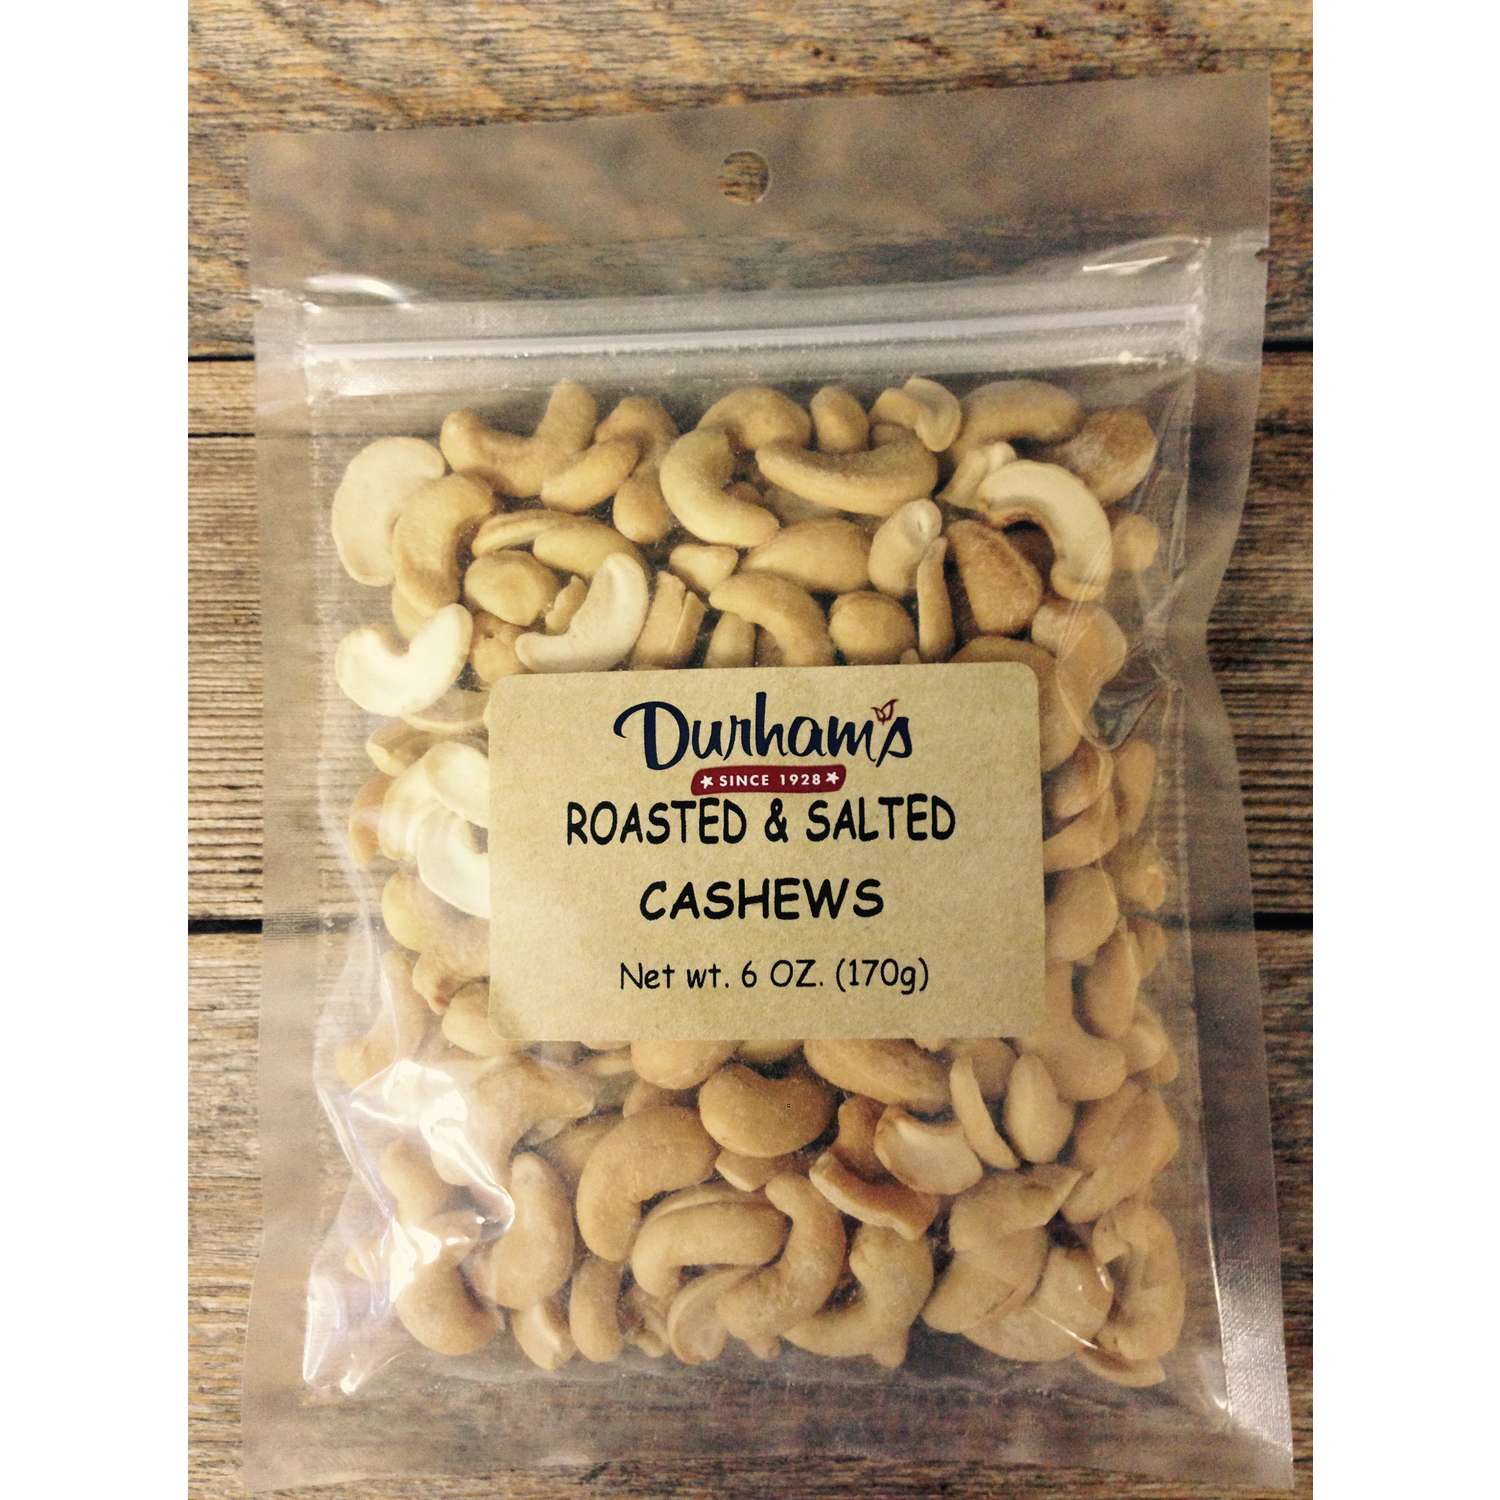 Durham's
SINCE 1928
ROASTED & SALTED
CASHEWS
Net wt. 6 OZ. (170g)